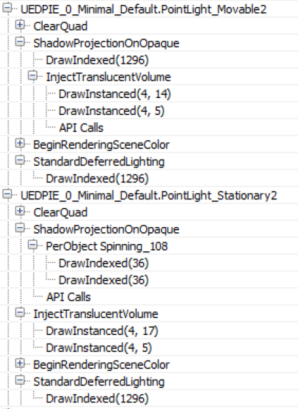 UEDPIE_0_Minimal_Default.PointLight_Movable2
ClearQuad
ShadowProjectionOnOpaque
DrawIndexed(1296)
InjectTranslucentVolume
DrawInstanced(4, 14)
DrawInstanced(4, 5)
API Calls
BeginRenderingSceneColor
StandardDeferredLighting
DrawIndexed(1296)
UEDPIE_0_Minimal_Default.PointLight_Stationary2
ClearQuad
ShadowProjectionOnOpaque
PerObject Spinning_108
DrawIndexed(36)
DrawIndexed(36)
API Calls
InjectTranslucentVolume
DrawInstanced(4, 17)
DrawInstanced(4, 5)
BeginRenderingSceneColor
StandardDeferredLighting
DrawIndexed(1296)